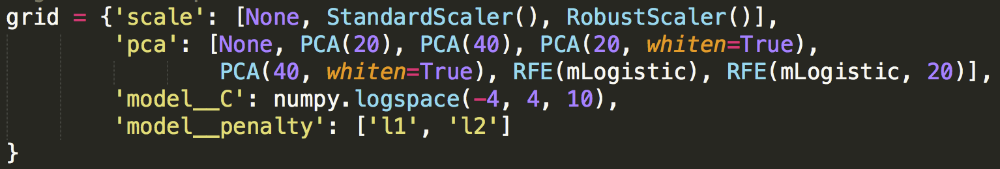 grid = {'scale': [None, StandardScaler(), RobustScaler()],
'pca': [None, PCA(20), PCA(40), PCA(20, whiten=True),
PCA(40, whiten=True), RFE(mLogistic), RFE(mLogistic, 20)],
'model__C': numpy.logspace(-4, 4, 10),
'model__penalty': ['l1', 'l2']
}